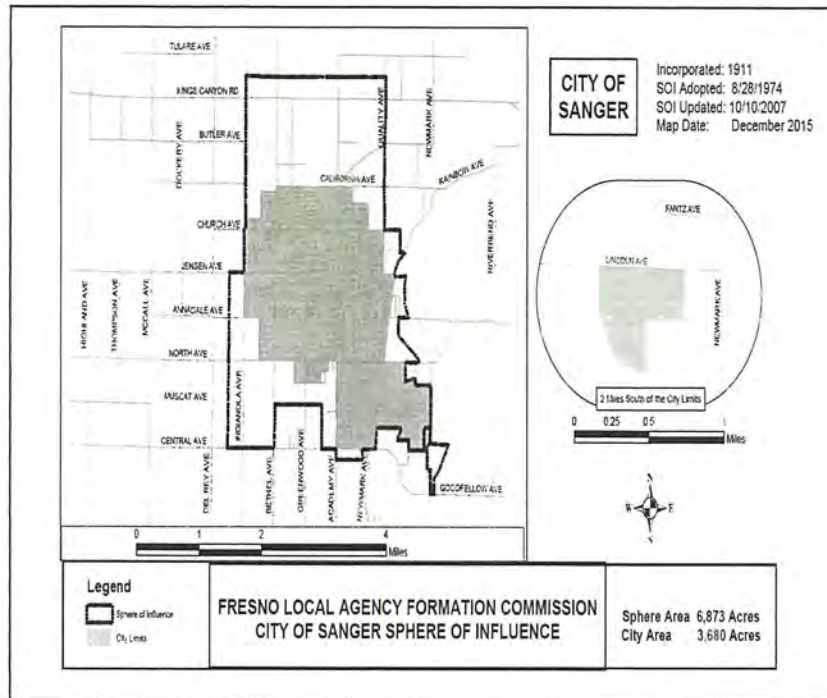 TULARE AVE
KINGS CANYON RD
BUTLER AVE
DOCKERY AVE
QUALITY AVE
NEWMARK AVE
CALIFORNIA AVE
RAINBOW AVE
CHURCH AVE
RIVERBEND AVE
JENSEN AVE
HIGHLAND AVE
THOMPSON AVE
MCCALL AVE
ANNADALE AVE
NORTH AVE
MUSCAT AVE
INDIANOLA AVE
CENTRAL AVE
DEL REY AVE
BETHEL AVE
GREENWOOD AVE
ACADEMY AVE
NEWMARK AVE
GOODFELLOW AVE
0 1 2 4
Miles
CITY OF
SANGER
Incorporated: 1911
SOI Adopted: 8/28/1974
SOI Updated: 10/10/2007
Map Date: December 2015
FANTZ AVE
LINCOLN AVE
NEWMARK AVE
2 Miles South of the City Limits
0 0.25 0.5 1
Miles
N
W E
S
Legend
Sphere of Influence
City Limits
FRESNO LOCAL AGENCY FORMATION COMMISSION
CITY OF SANGER SPHERE OF INFLUENCE
Sphere Area 6,873 Acres
City Area 3,680 Acres